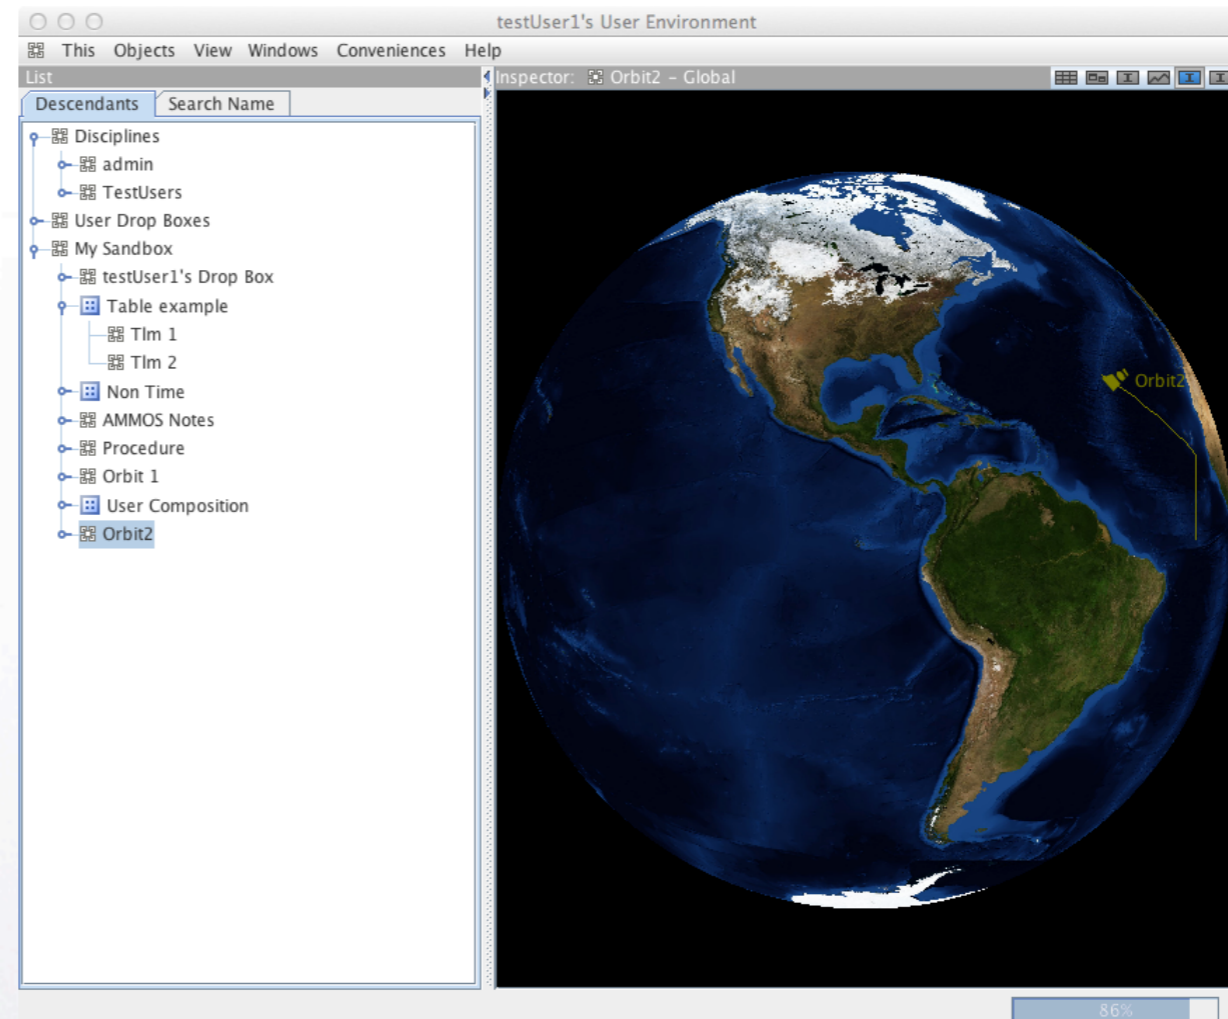 testUser1's User Environment
This Objects View Windows Conveniences Help
List
Inspector: Orbit2 – Global
Descendants Search Name
Disciplines
admin
TestUsers
User Drop Boxes
My Sandbox
testUser1's Drop Box
Table example
Tlm 1
Tlm 2
Non Time
AMMOS Notes
Procedure
Orbit 1
User Composition
Orbit2
Orbit2
86%